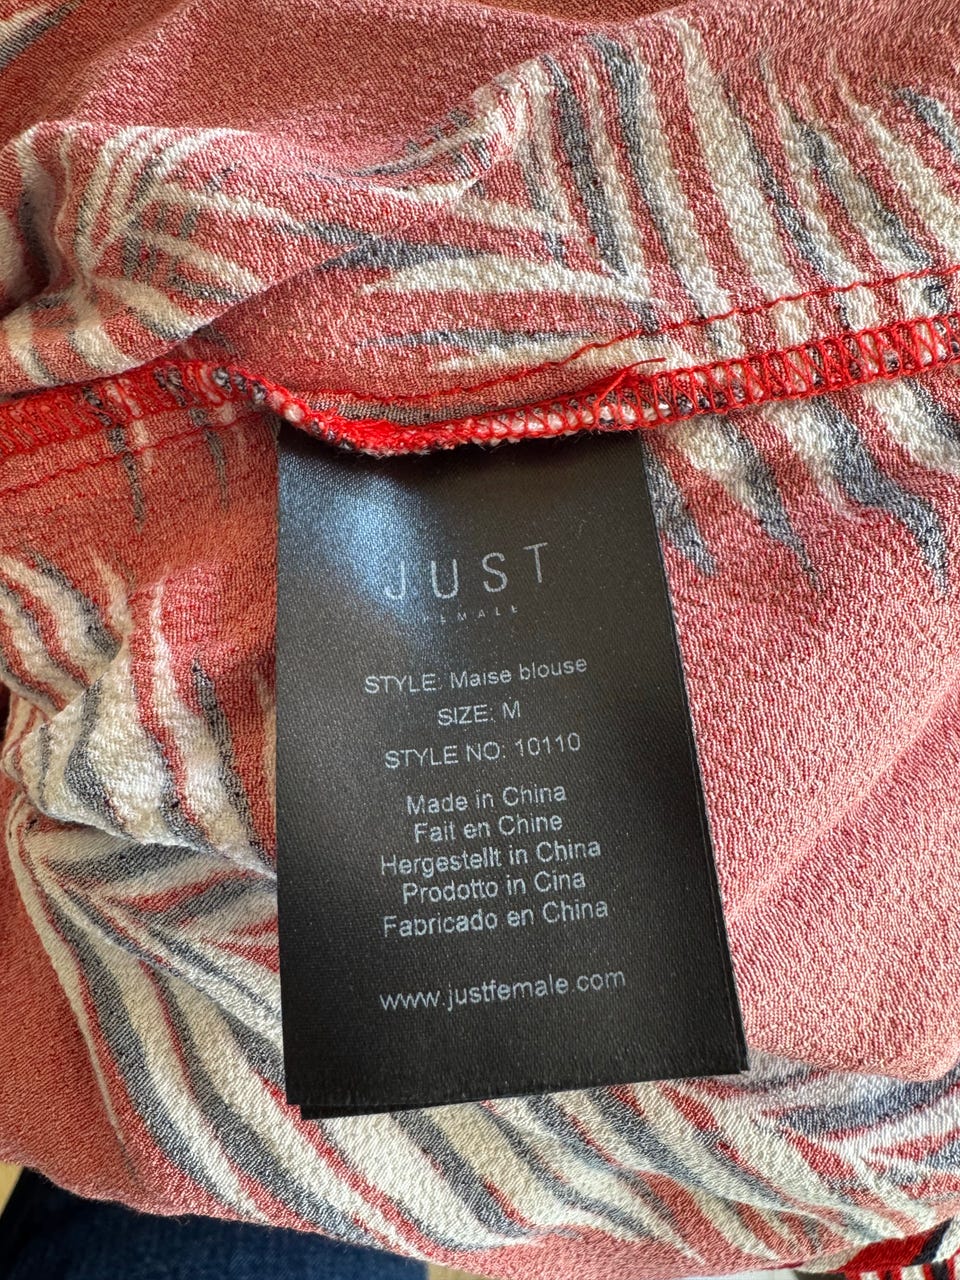 JUST
FEMALE
STYLE: Maise blouse
SIZE: M
STYLE NO: 10110
Made in China
Fait en Chine
Hergestellt in China
Prodotto in Cina
Fabricado en China
www.justfemale.com